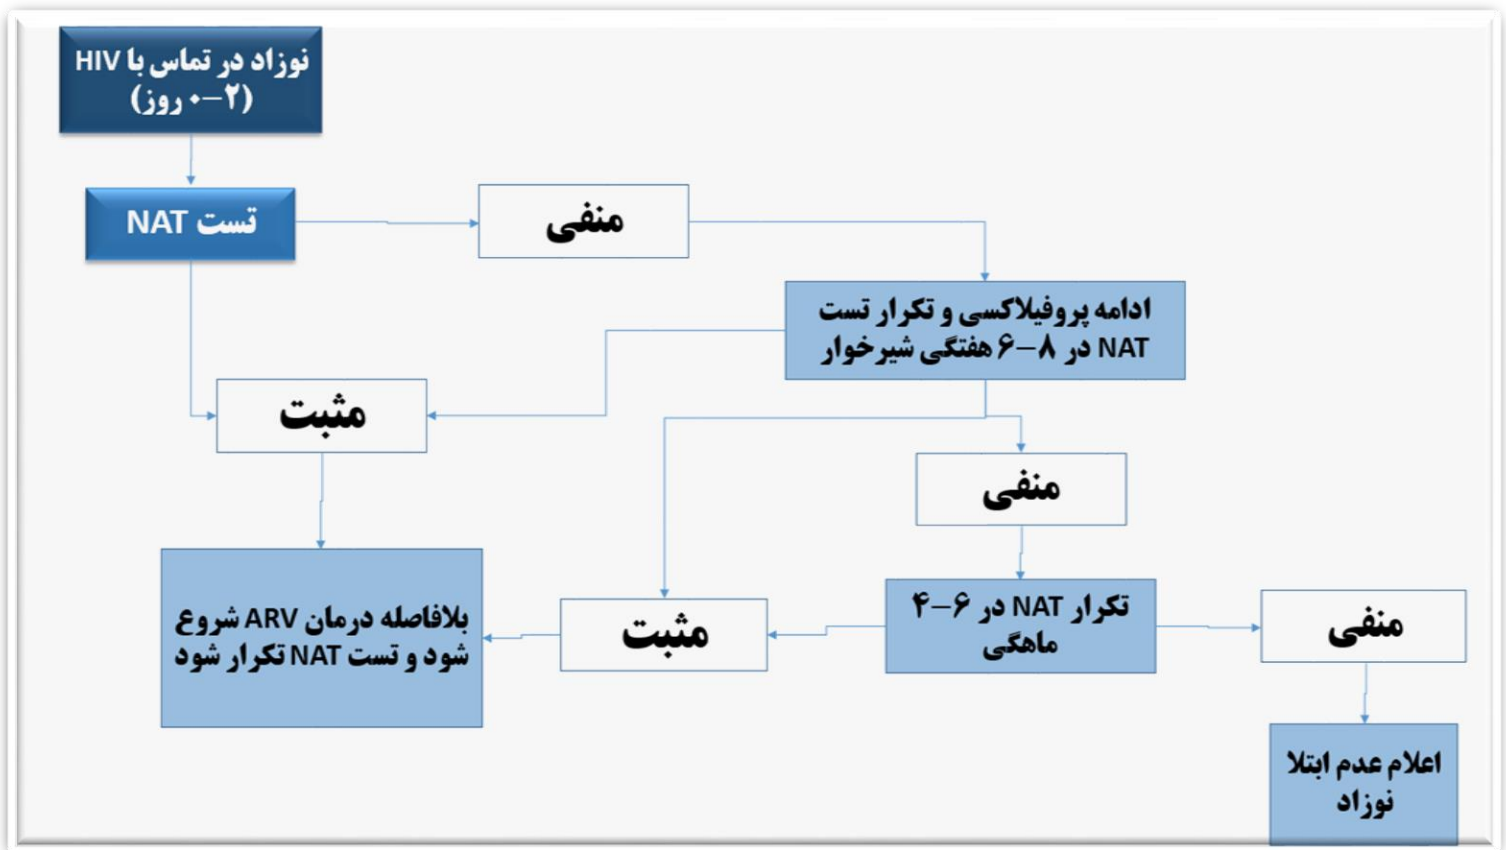 نوزاد در تماس با HIV
(۲–۰ روز)
تست NAT
منفی
ادامه پروفیلاکسی و تکرار تست
NAT در ۸–۶ هفتگی شیرخوار
مثبت
منفی
بلافاصله درمان ARV شروع
شود و تست NAT تکرار شود
مثبت
تکرار NAT در ۶–۴
ماهگی
منفی
اعلام عدم ابتلا
نوزاد